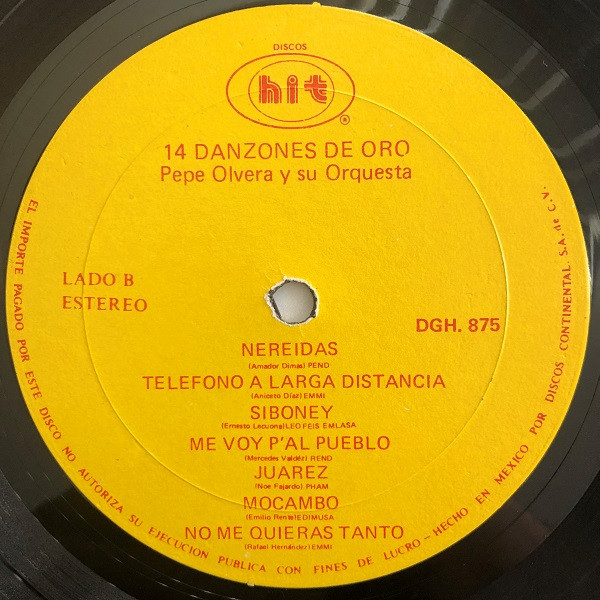 DISCOS
hit
®
14 DANZONES DE ORO
Pepe Olvera y su Orquesta
LADO B
ESTEREO
DGH. 875
NEREIDAS
(Amador Dimas) PEND
TELEFONO A LARGA DISTANCIA
(Aniceto Díaz) EMMI
SIBONEY
(Ernesto Lecuona) LEO FEIS EMLASA
ME VOY P'AL PUEBLO
(Mercedes Valdéz) REND
JUAREZ
(Noe Fajardo) PHAM
MOCAMBO
(Emilio Renté) EDIMUSA
NO ME QUIERAS TANTO
(Rafael Hernández) EMMI
EL IMPORTE PAGADO POR ESTE DISCO NO AUTORIZA SU EJECUCION PUBLICA CON FINES DE LUCRO – HECHO EN MEXICO POR DISCOS CONTINENTAL. S.A. de C.V.